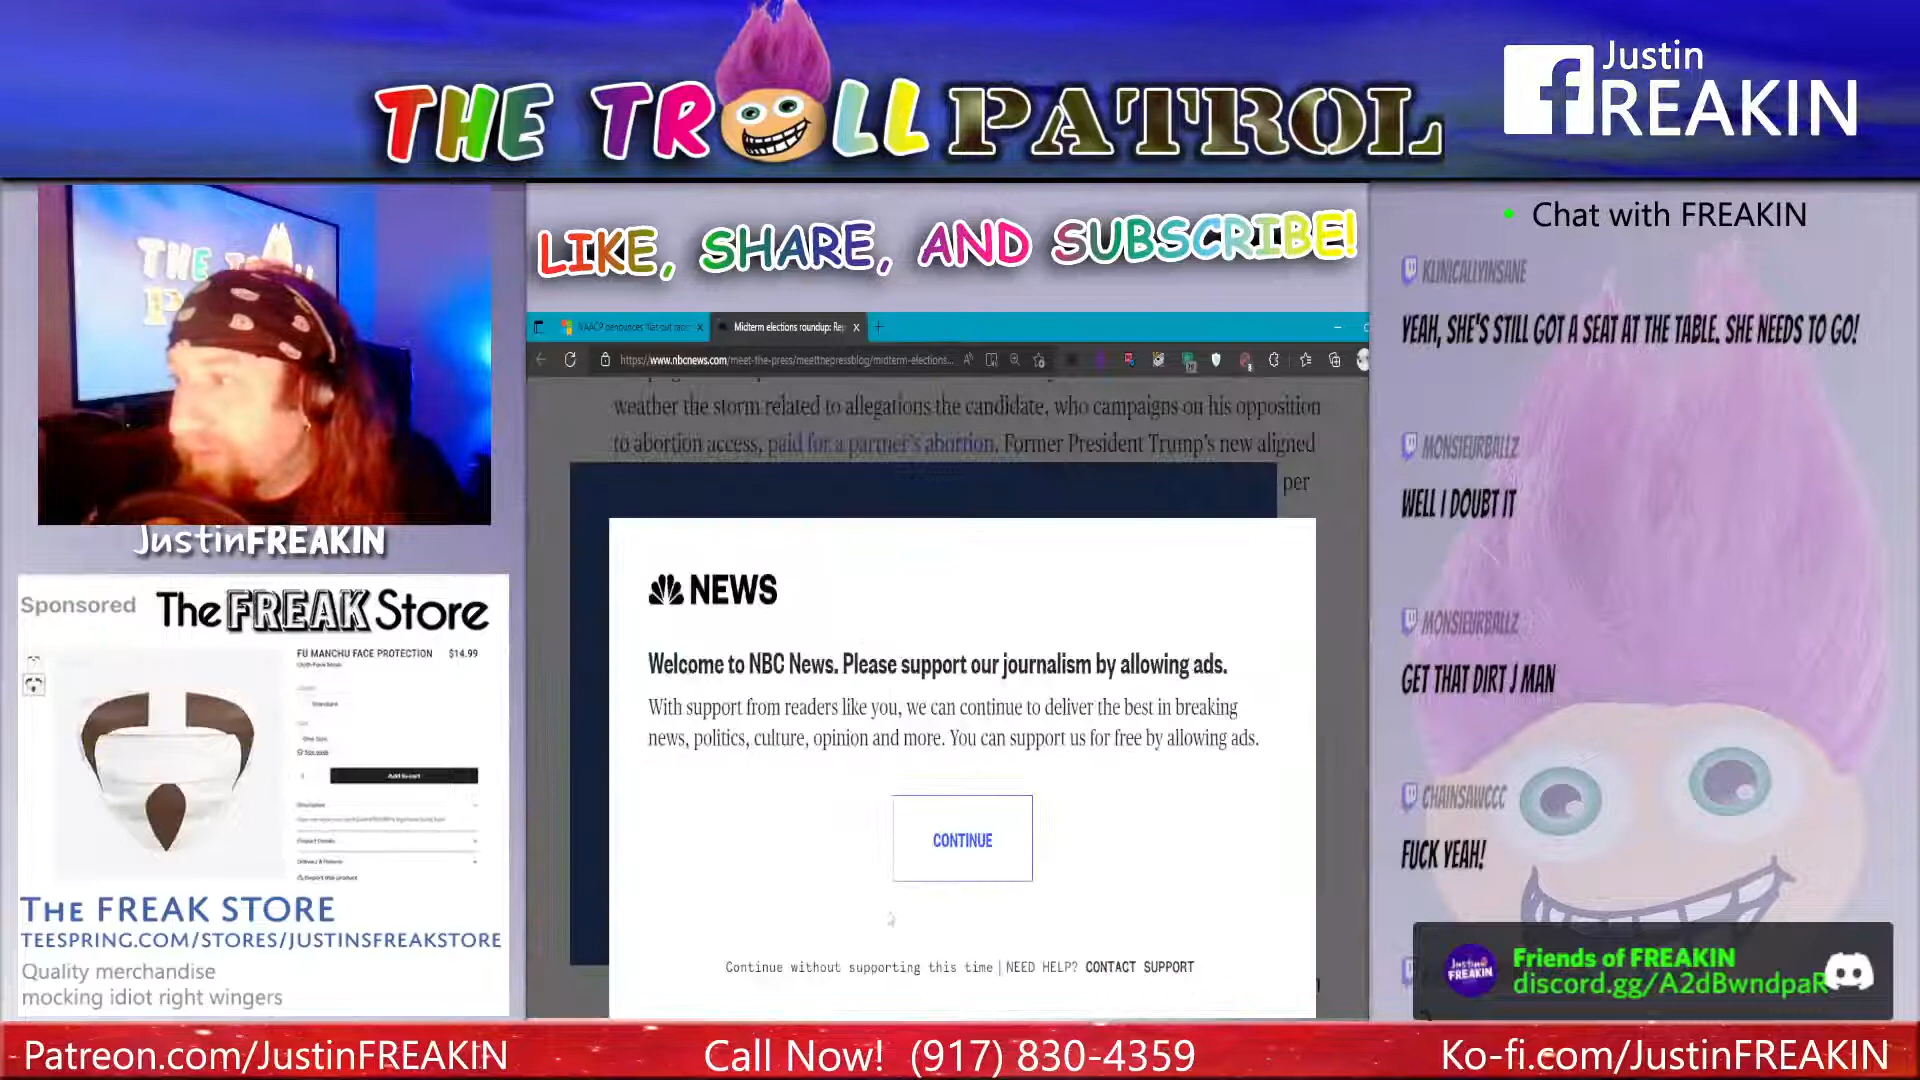 THE TROLL PATROL
Justin
FREAKIN
LIKE, SHARE, AND SUBSCRIBE!
Chat with FREAKIN
KLINICALLYINSANE
YEAH, SHE'S STILL GOT A SEAT AT THE TABLE. SHE NEEDS TO GO!
MONSIEURBALLZ
WELL I DOUBT IT
MONSIEURBALLZ
GET THAT DIRT J MAN
CHAINSAWCCC
FUCK YEAH!
Friends of FREAKIN
discord.gg/A2dBwndpaR
JustinFREAKIN
Sponsored
The FREAK Store
FU MANCHU FACE PROTECTION $14.99
Add to cart
THE FREAK STORE
TEESPRING.COM/STORES/JUSTINSFREAKSTORE
Quality merchandise
mocking idiot right wingers
Midterm elections roundup: Re
https://www.nbcnews.com/meet-the-press/meetthepressblog/midterm-elections...
weather the storm related to allegations the candidate, who campaigns on his opposition
to abortion access, paid for a partner's abortion. Former President Trump's new aligned
per
NEWS
Welcome to NBC News. Please support our journalism by allowing ads.
With support from readers like you, we can continue to deliver the best in breaking
news, politics, culture, opinion and more. You can support us for free by allowing ads.
CONTINUE
Continue without supporting this time | NEED HELP? CONTACT SUPPORT
Patreon.com/JustinFREAKIN
Call Now! (917) 830-4359
Ko-fi.com/JustinFREAKIN